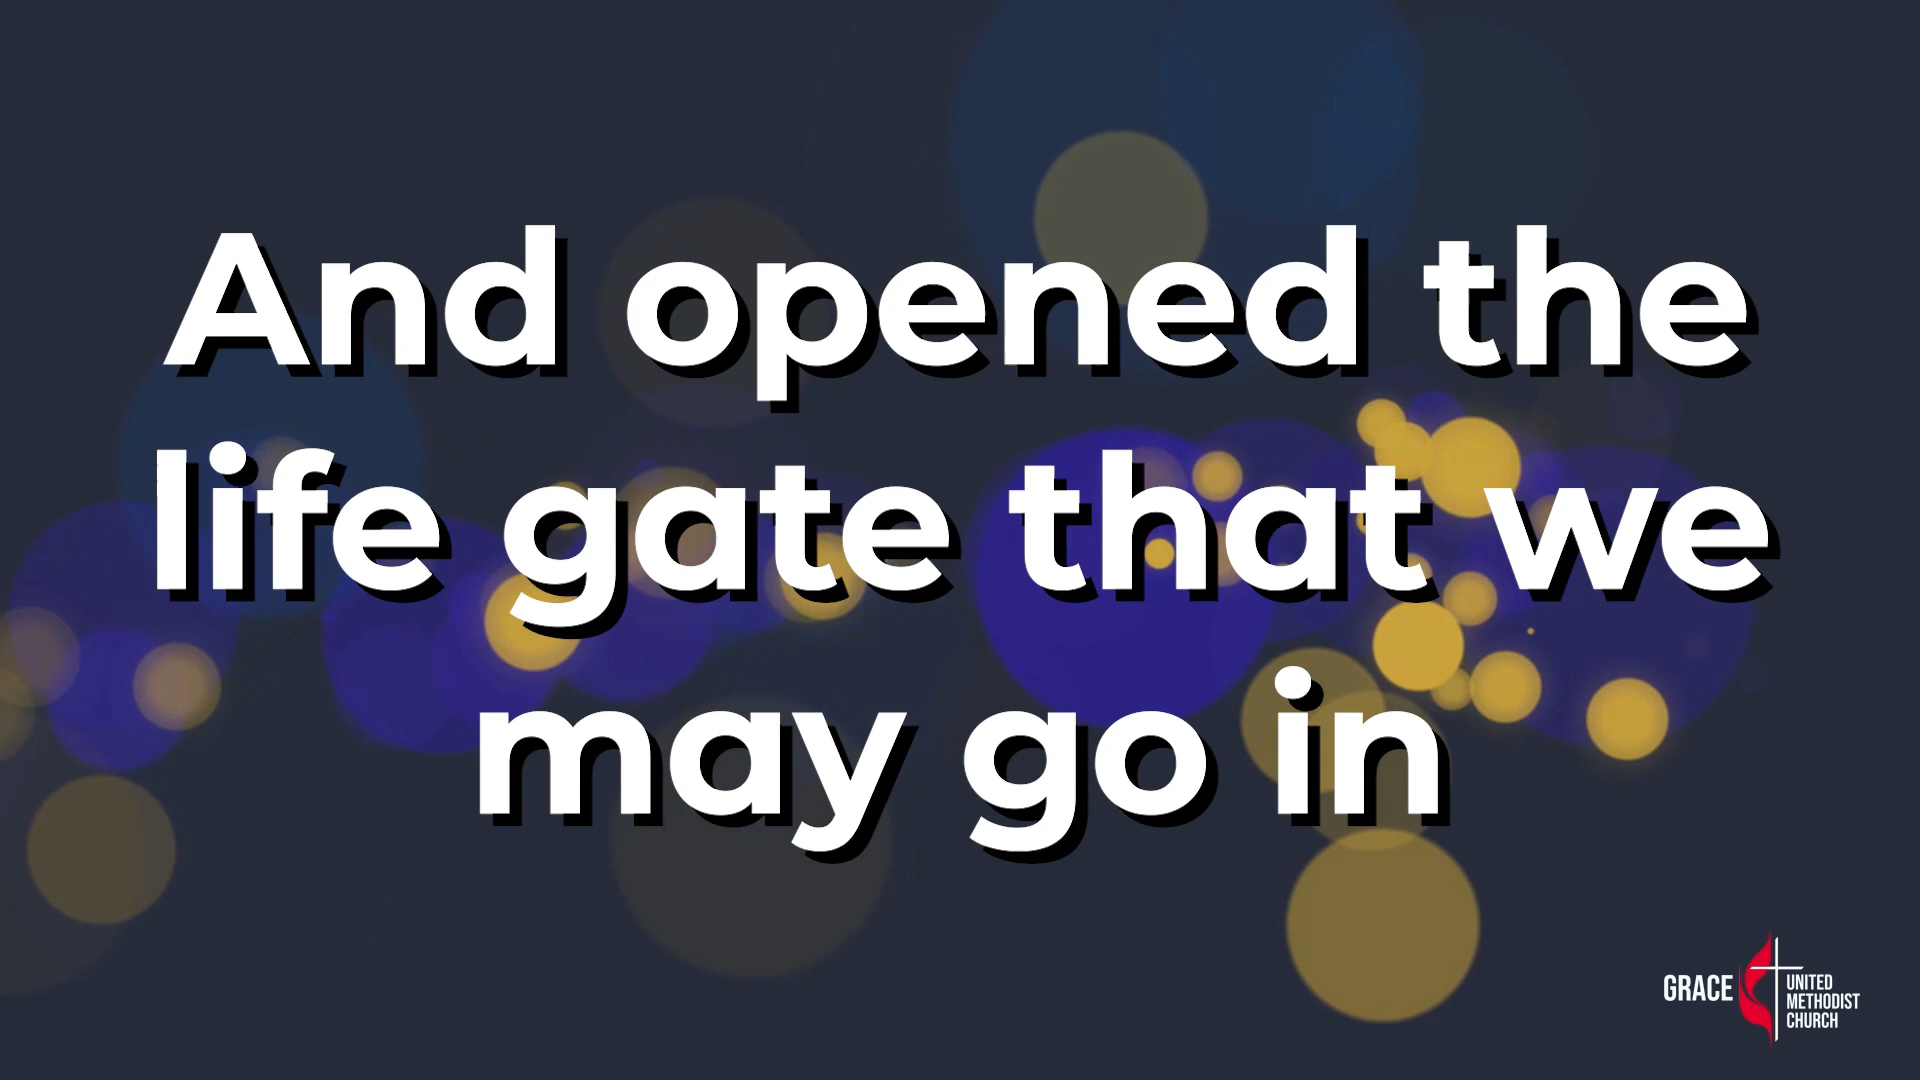 And opened the
life gate that we
may go in
GRACE
UNITED
METHODIST
CHURCH